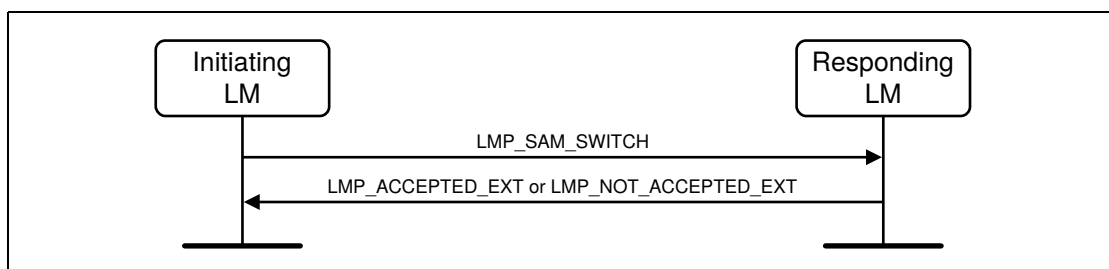 Initiating
LM
Responding
LM
LMP_SAM_SWITCH
LMP_ACCEPTED_EXT or LMP_NOT_ACCEPTED_EXT